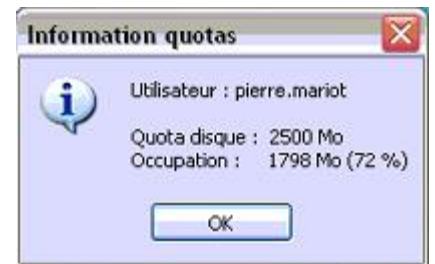 Information quotas
Utilisateur : pierre.mariot
Quota disque : 2500 Mo
Occupation : 1798 Mo (72 %)
OK